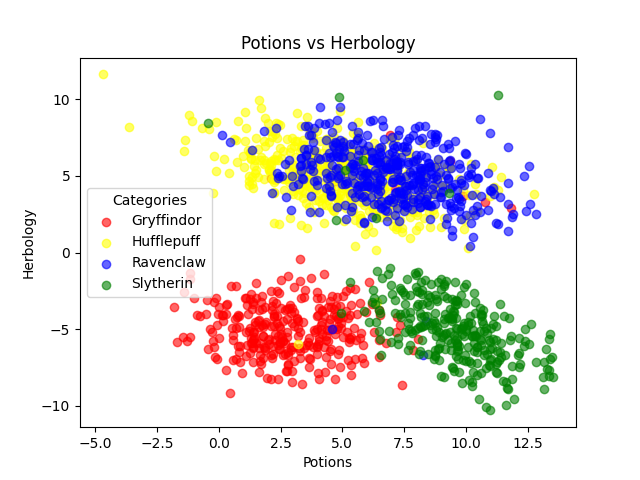 Potions vs Herbology
10
5
0
−5
−10
Herbology
Categories
Gryffindor
Hufflepuff
Ravenclaw
Slytherin
−5.0 −2.5 0.0 2.5 5.0 7.5 10.0 12.5
Potions